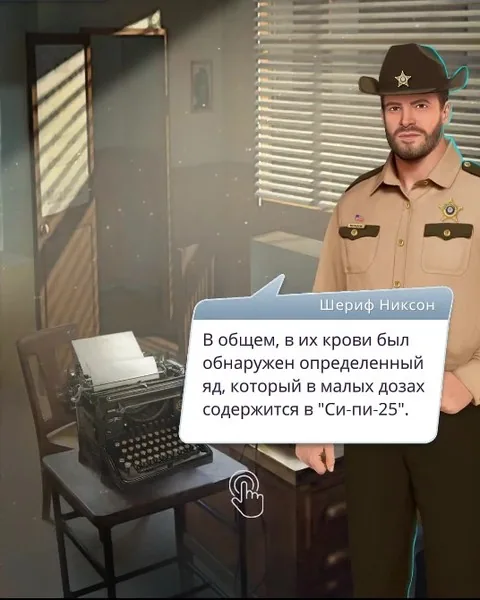 Шериф Никсон
В общем, в их крови был
обнаружен определенный
яд, который в малых дозах
содержится в "Си-пи-25".